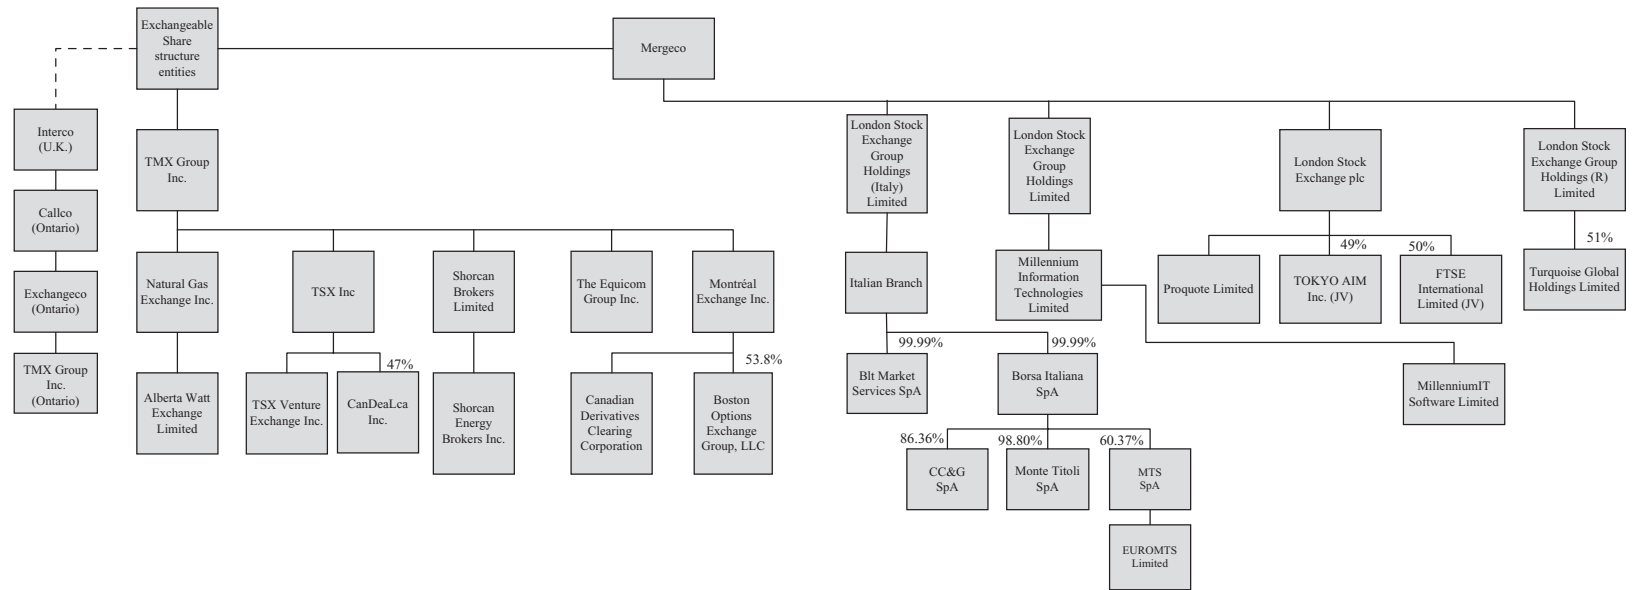 Exchangeable
Share
structure
entities
Mergeco
Interco
(U.K.)
Callco
(Ontario)
Exchangeco
(Ontario)
TMX Group
Inc.
(Ontario)
TMX Group
Inc.
Natural Gas
Exchange Inc.
Alberta Watt
Exchange
Limited
TSX Inc
TSX Venture
Exchange Inc.
47%
CanDeaLca
Inc.
Shorcan
Brokers
Limited
Shorcan
Energy
Brokers Inc.
The Equicom
Group Inc.
Montréal
Exchange Inc.
Canadian
Derivatives
Clearing
Corporation
53.8%
Boston
Options
Exchange
Group, LLC
London Stock
Exchange
Group
Holdings
(Italy)
Limited
Italian Branch
99.99%
Blt Market
Services SpA
99.99%
Borsa Italiana
SpA
86.36%
CC&G
SpA
98.80%
Monte Titoli
SpA
60.37%
MTS
SpA
EUROMTS
Limited
London Stock
Exchange
Group
Holdings
Limited
Millennium
Information
Technologies
Limited
MillenniumIT
Software Limited
London Stock
Exchange plc
Proquote Limited
49%
TOKYO AIM
Inc. (JV)
50%
FTSE
International
Limited (JV)
London Stock
Exchange Group
Holdings (R)
Limited
51%
Turquoise Global
Holdings Limited